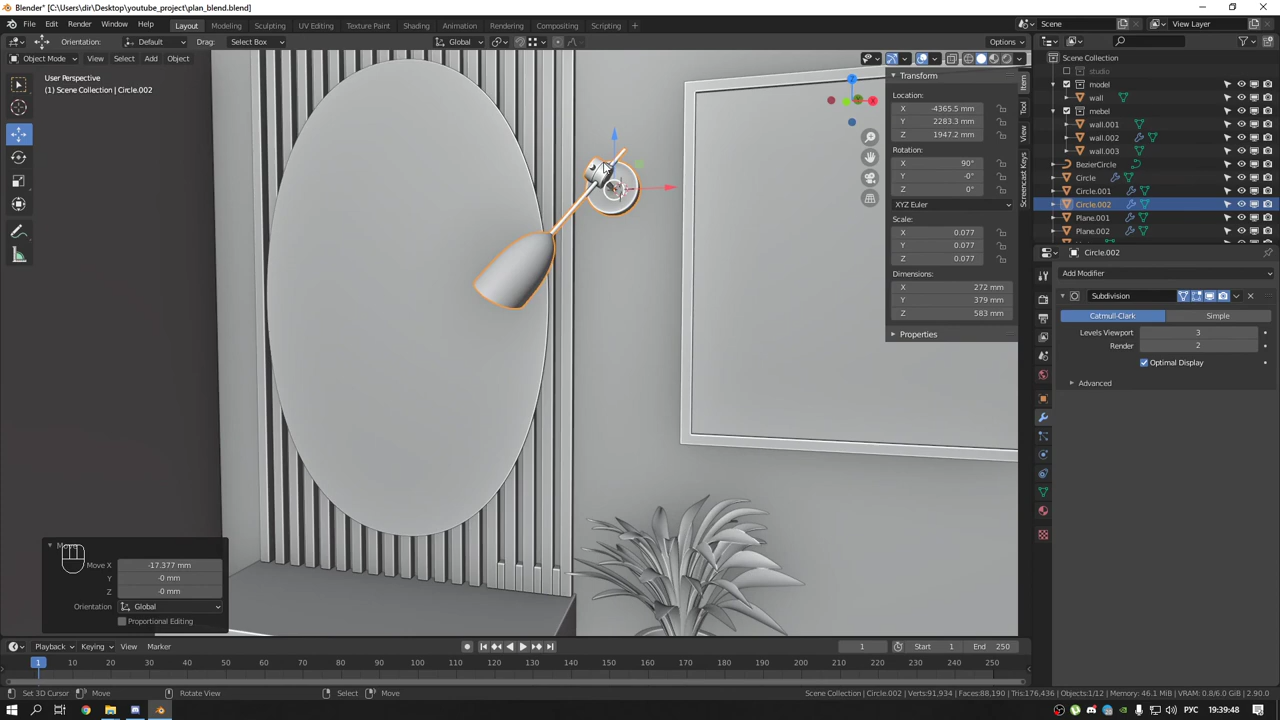 Blender* [C:\Users\dir\Desktop\youtube_project\plan_blend.blend]
File Edit Render Window Help Layout Modeling Sculpting UV Editing Texture Paint Shading Animation Rendering Compositing Scripting Scene View Layer
Orientation: Default Drag: Select Box Global Options
Object Mode View Select Add Object
User Perspective
(1) Scene Collection | Circle.002
Transform
Location:
X -4365.5 mm
Y 2283.3 mm
Z 1947.2 mm
Rotation:
X 90°
Y -0°
Z 0°
XYZ Euler
Scale:
X 0.077
Y 0.077
Z 0.077
Dimensions:
X 272 mm
Y 379 mm
Z 583 mm
Properties
Item
Tool
View
Screencast Keys
Z
X
Scene Collection
studio
model
wall
mebel
wall.001
wall.002
wall.003
BezierCircle
Circle
Circle.001
Circle.002
Plane.001
Plane.002
Circle.002
Add Modifier
Subdivision
Catmull-Clark Simple
Levels Viewport 3
Render 2
Optimal Display
Advanced
Move X -17.377 mm
Y -0 mm
Z -0 mm
Orientation Global
Proportional Editing
Playback Keying View Marker 1 Start 1 End 250
1 10 20 30 40 50 60 70 80 90 100 110 120 130 140 150 160 170 180 190 200 210 220 230 240 250
Set 3D Cursor Move Rotate View Select Move Scene Collection | Circle.002 | Verts:91,934 | Faces:88,190 | Tris:176,436 | Objects:1/12 | Memory: 46.1 MiB | VRAM: 0.8/6.0 GiB | 2.90.0
РУС 19:39:48